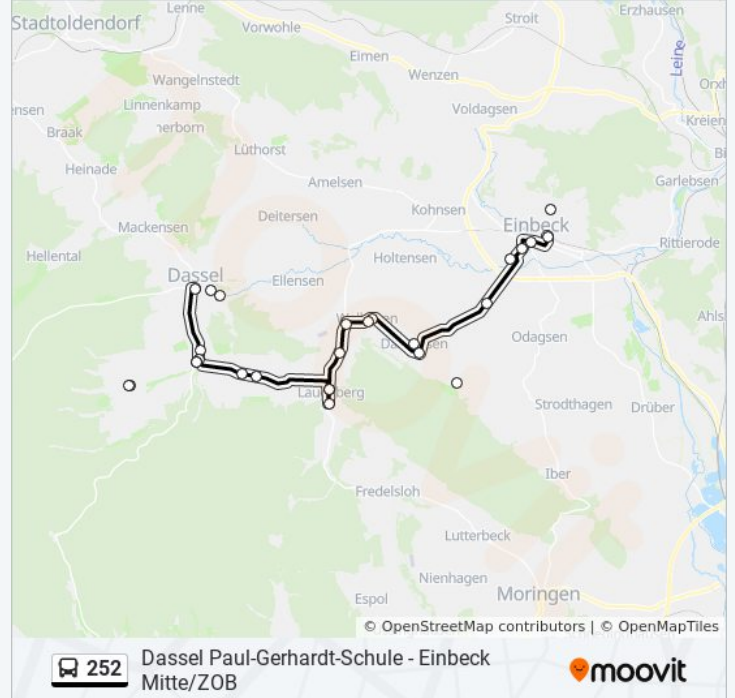 Lenne
Strolt
Erzhausen
Stadtoldendorf
Vorwohle
Eimen
Leine
Wenzen
Wangelnstedt
Linnenkamp
Voldagsen
Kreien
Braak
Lüthorst
Heinade
Amelsen
Garlebsen
Deitersen
Kohnsen
Mackensen
Einbeck
Rittierode
Hellental
Holtensen
Dassel
Ellensen
Odagsen
Strodthagen
Drüber
Iber
Fredelsloh
Lutterbeck
Nienhagen
Moringen
Espol
© OpenStreetMap contributors | © OpenMapTiles
252
Dassel Paul-Gerhardt-Schule - Einbeck
Mitte/ZOB
moovit